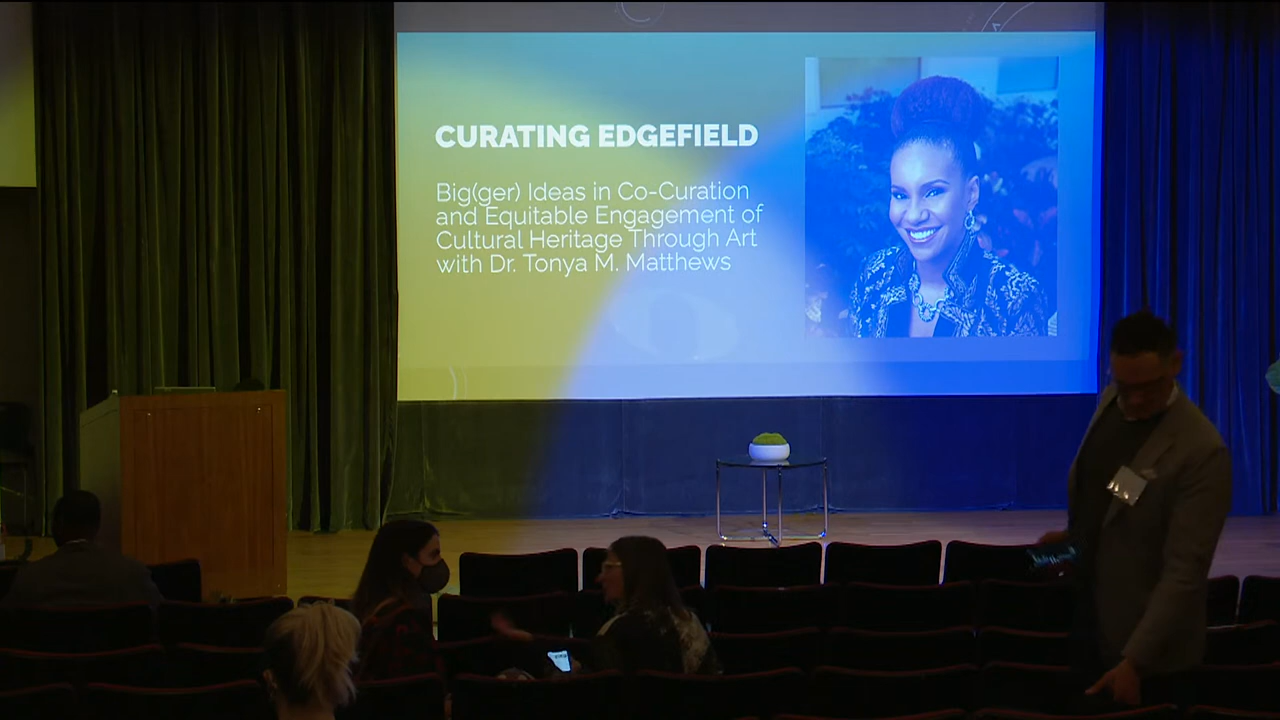 CURATING EDGEFIELD
Big(ger) Ideas in Co-Curation
and Equitable Engagement of
Cultural Heritage Through Art
with Dr. Tonya M. Matthews